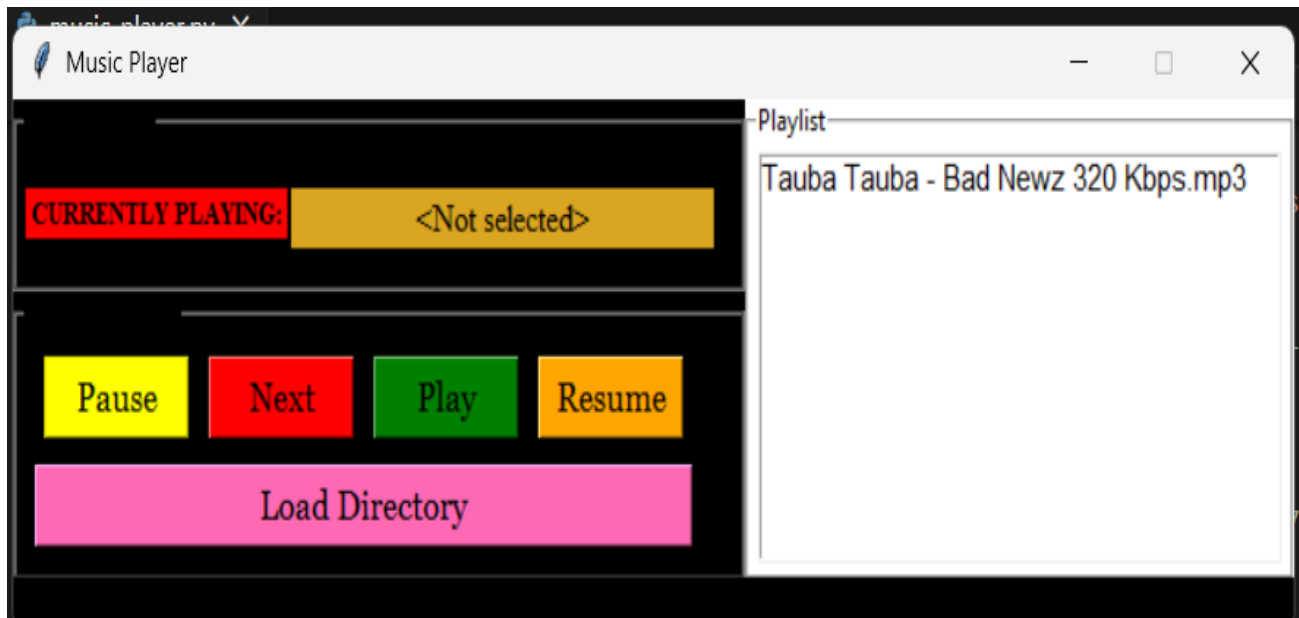 Music Player
Playlist
Tauba Tauba - Bad Newz 320 Kbps.mp3
CURRENTLY PLAYING:
<Not selected>
Pause
Next
Play
Resume
Load Directory